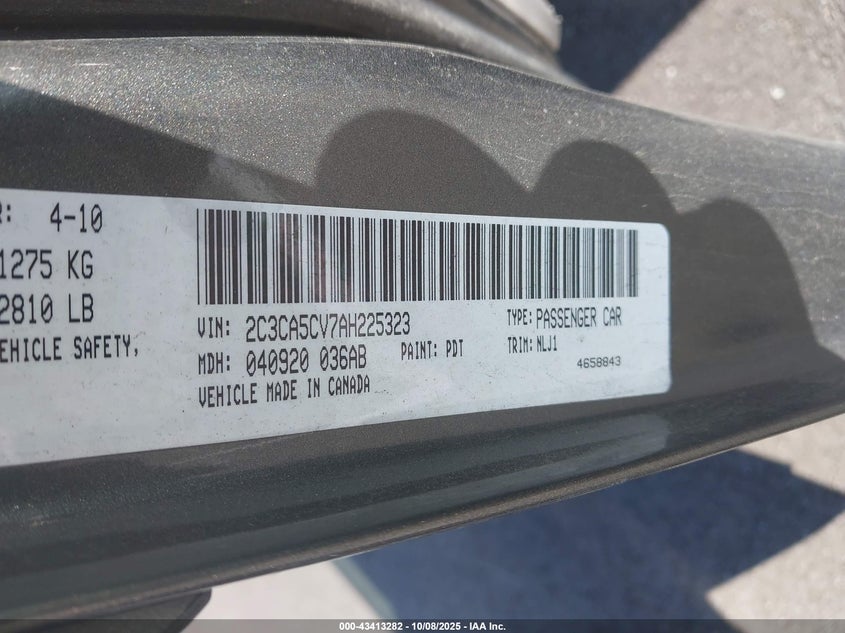 R: 4-10
1275 KG
2810 LB
EHICLE SAFETY,
VIN: 2C3CA5CV7AH225323
TYPE: PASSENGER CAR
MDH: 040920 036AB
PAINT: PDT
TRIM: NLJ1
VEHICLE MADE IN CANADA
4658843
000-43413282 - 10/08/2025 - IAA Inc.